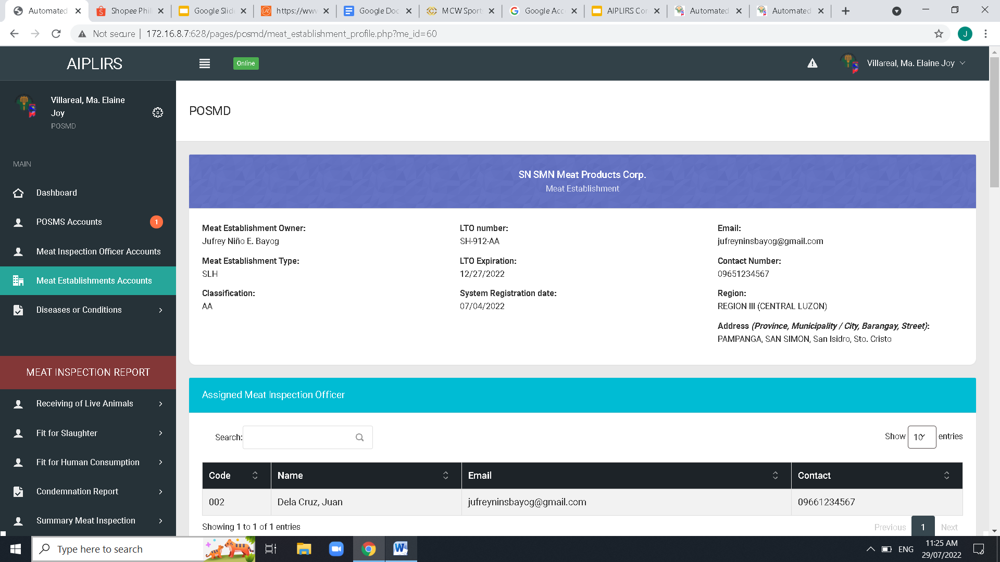 Automated
Shopee Phil
Google Slid
https://www
Google Doc
MCW Sport
Google Acc
AIPLIRS Cor
Automated
Automated
Not secure | 172.16.8.7:628/pages/posmd/meat_establishment_profile.php?me_id=60
J
AIPLIRS
Online
Villareal, Ma. Elaine Joy
Villareal, Ma. Elaine
Joy
POSMD
MAIN
Dashboard
POSMS Accounts
1
Meat Inspection Officer Accounts
Meat Establishments Accounts
Diseases or Conditions
MEAT INSPECTION REPORT
Receiving of Live Animals
Fit for Slaughter
Fit for Human Consumption
Condemnation Report
Summary Meat Inspection
POSMD
SN SMN Meat Products Corp.
Meat Establishment
Meat Establishment Owner:
Jufrey Niño E. Bayog
Meat Establishment Type:
SLH
Classification:
AA
LTO number:
SH-912-AA
LTO Expiration:
12/27/2022
System Registration date:
07/04/2022
Email:
jufreyninsbayog@gmail.com
Contact Number:
09651234567
Region:
REGION III (CENTRAL LUZON)
Address (Province, Municipality / City, Barangay, Street):
PAMPANGA, SAN SIMON, San Isidro, Sto. Cristo
Assigned Meat Inspection Officer
Search:
Show 10 entries
Code Name Email Contact
002 Dela Cruz, Juan jufreyninsbayog@gmail.com 09661234567
Showing 1 to 1 of 1 entries
Previous 1 Next
Type here to search
ENG
11:25 AM
29/07/2022